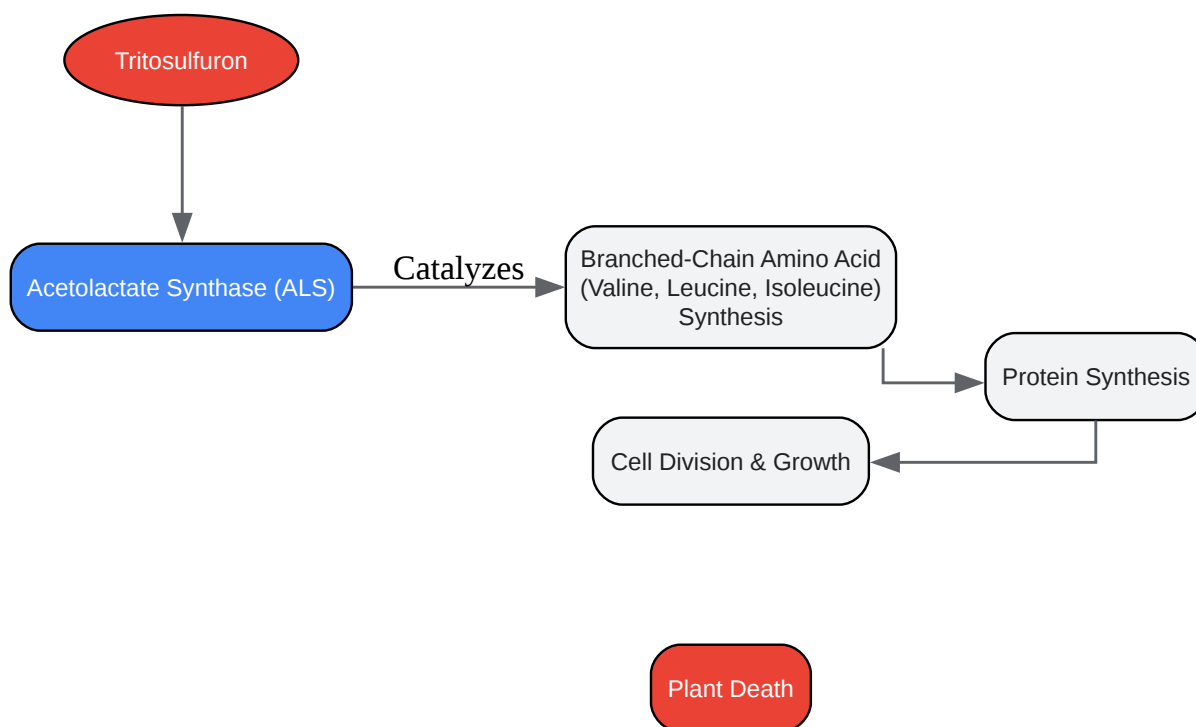 Tritosulfuron
Acetolactate Synthase (ALS)
Catalyzes
Branched-Chain Amino Acid
(Valine, Leucine, Isoleucine)
Synthesis
Protein Synthesis
Cell Division & Growth
Plant Death